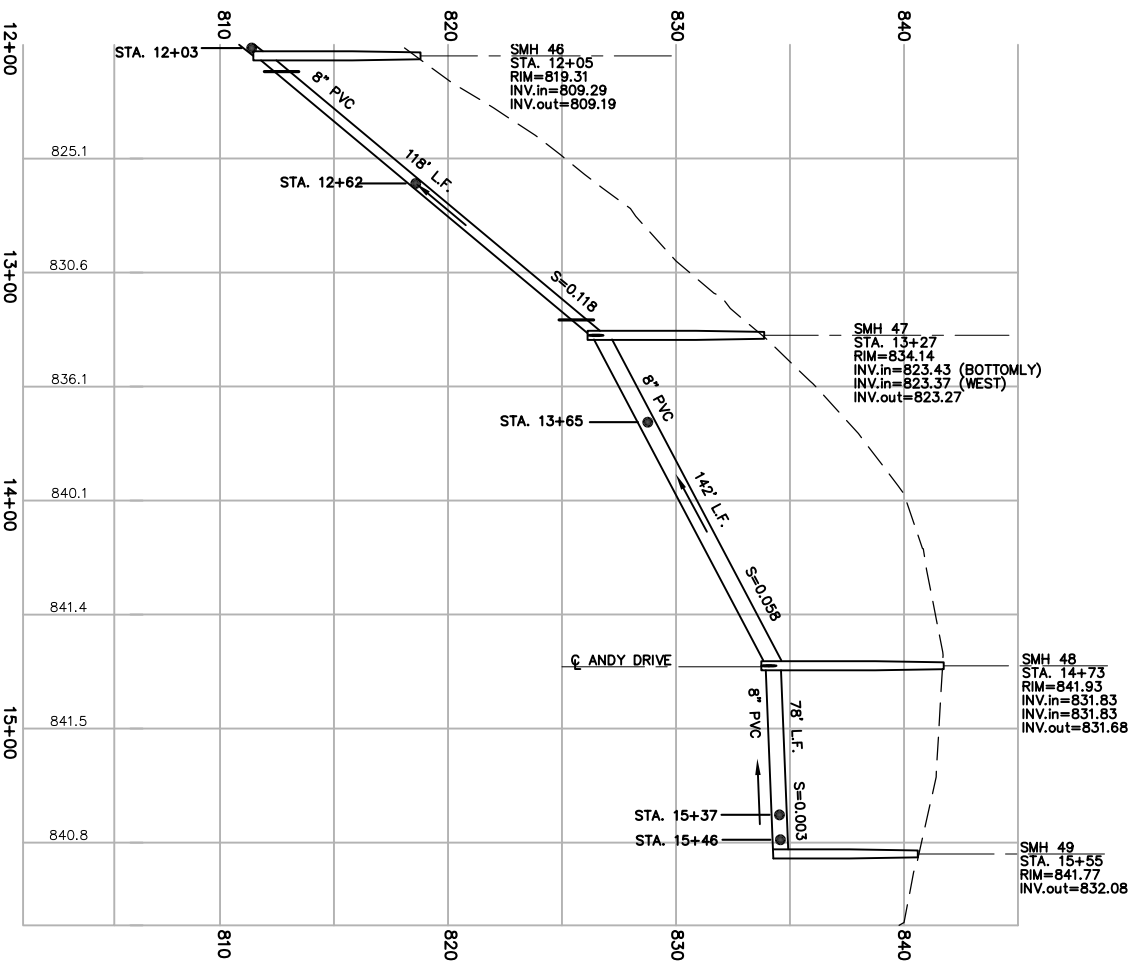 810
820
830
840
12+00
STA. 12+03
SMH 46
STA. 12+05
RIM=819.31
INV.in=809.29
INV.out=809.19
8" PVC
825.1
118' L.F.
STA. 12+62
13+00
830.6
S=0.118
SMH 47
STA. 13+27
RIM=834.14
INV.in=823.43 (BOTTOMLY)
INV.in=823.37 (WEST)
INV.out=823.27
836.1
8" PVC
STA. 13+65
14+00
840.1
142' L.F.
S=0.058
841.4
℄ ANDY DRIVE
SMH 48
STA. 14+73
RIM=841.93
INV.in=831.83
INV.in=831.83
INV.out=831.68
8" PVC
78' L.F.
15+00
841.5
S=0.003
STA. 15+37
STA. 15+46
840.8
SMH 49
STA. 15+55
RIM=841.77
INV.out=832.08
810
820
830
840